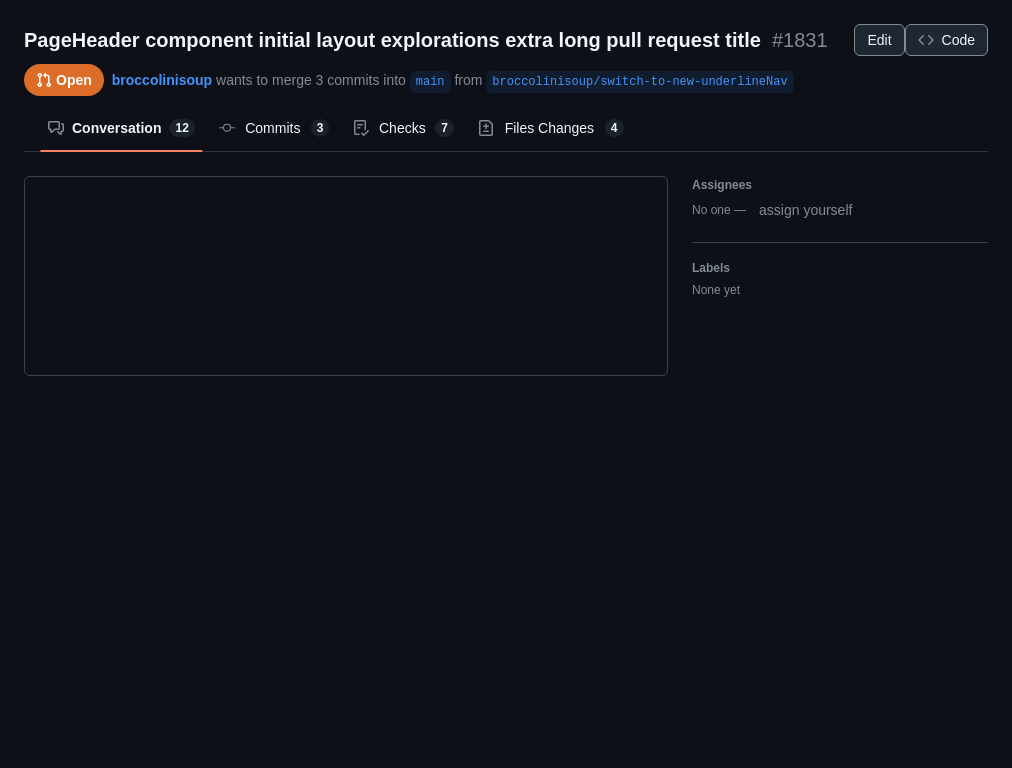 PageHeader component initial layout explorations extra long pull request title #1831
Edit
Code
Open broccolinisoup wants to merge 3 commits into main from broccolinisoup/switch-to-new-underlineNav
Conversation 12 Commits 3 Checks 7 Files Changes 4
Assignees
No one — assign yourself
Labels
None yet